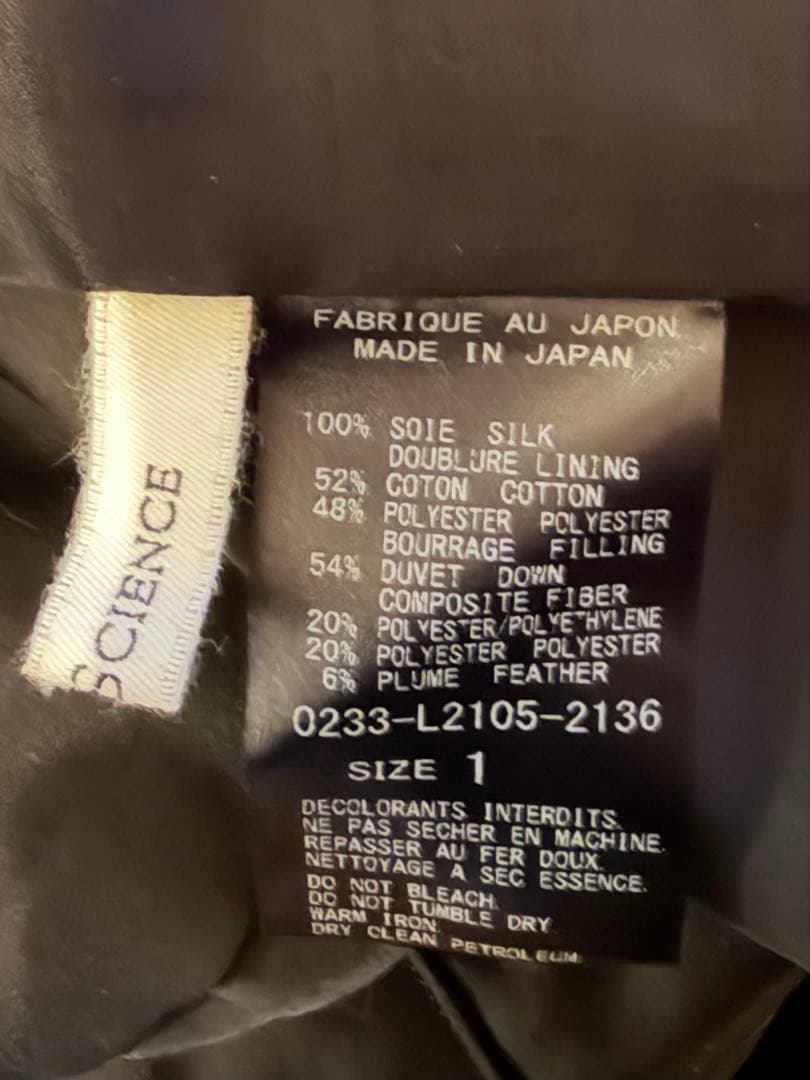 SCIENCE
FABRIQUE AU JAPON
MADE IN JAPAN
100% SOIE SILK
DOUBLURE LINING
52% COTON COTTON
48% POLYESTER POLYESTER
BOURRAGE FILLING
54% DUVET DOWN
COMPOSITE FIBER
20% POLYESTER/POLYETHYLENE
20% POLYESTER POLYESTER
6% PLUME FEATHER
0233-L2105-2136
SIZE 1
DECOLORANTS INTERDITS.
NE PAS SECHER EN MACHINE.
REPASSER AU FER DOUX.
NETTOYAGE A SEC ESSENCE.
DO NOT BLEACH.
DO NOT TUMBLE DRY
WARM IRON.
DRY CLEAN PETROLEUM